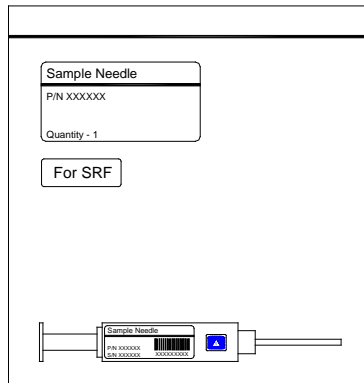 Sample Needle
P/N XXXXXX
Quantity - 1
For SRF
Sample Needle
P/N XXXXXX
S/N XXXXXX XXXXXXXXX